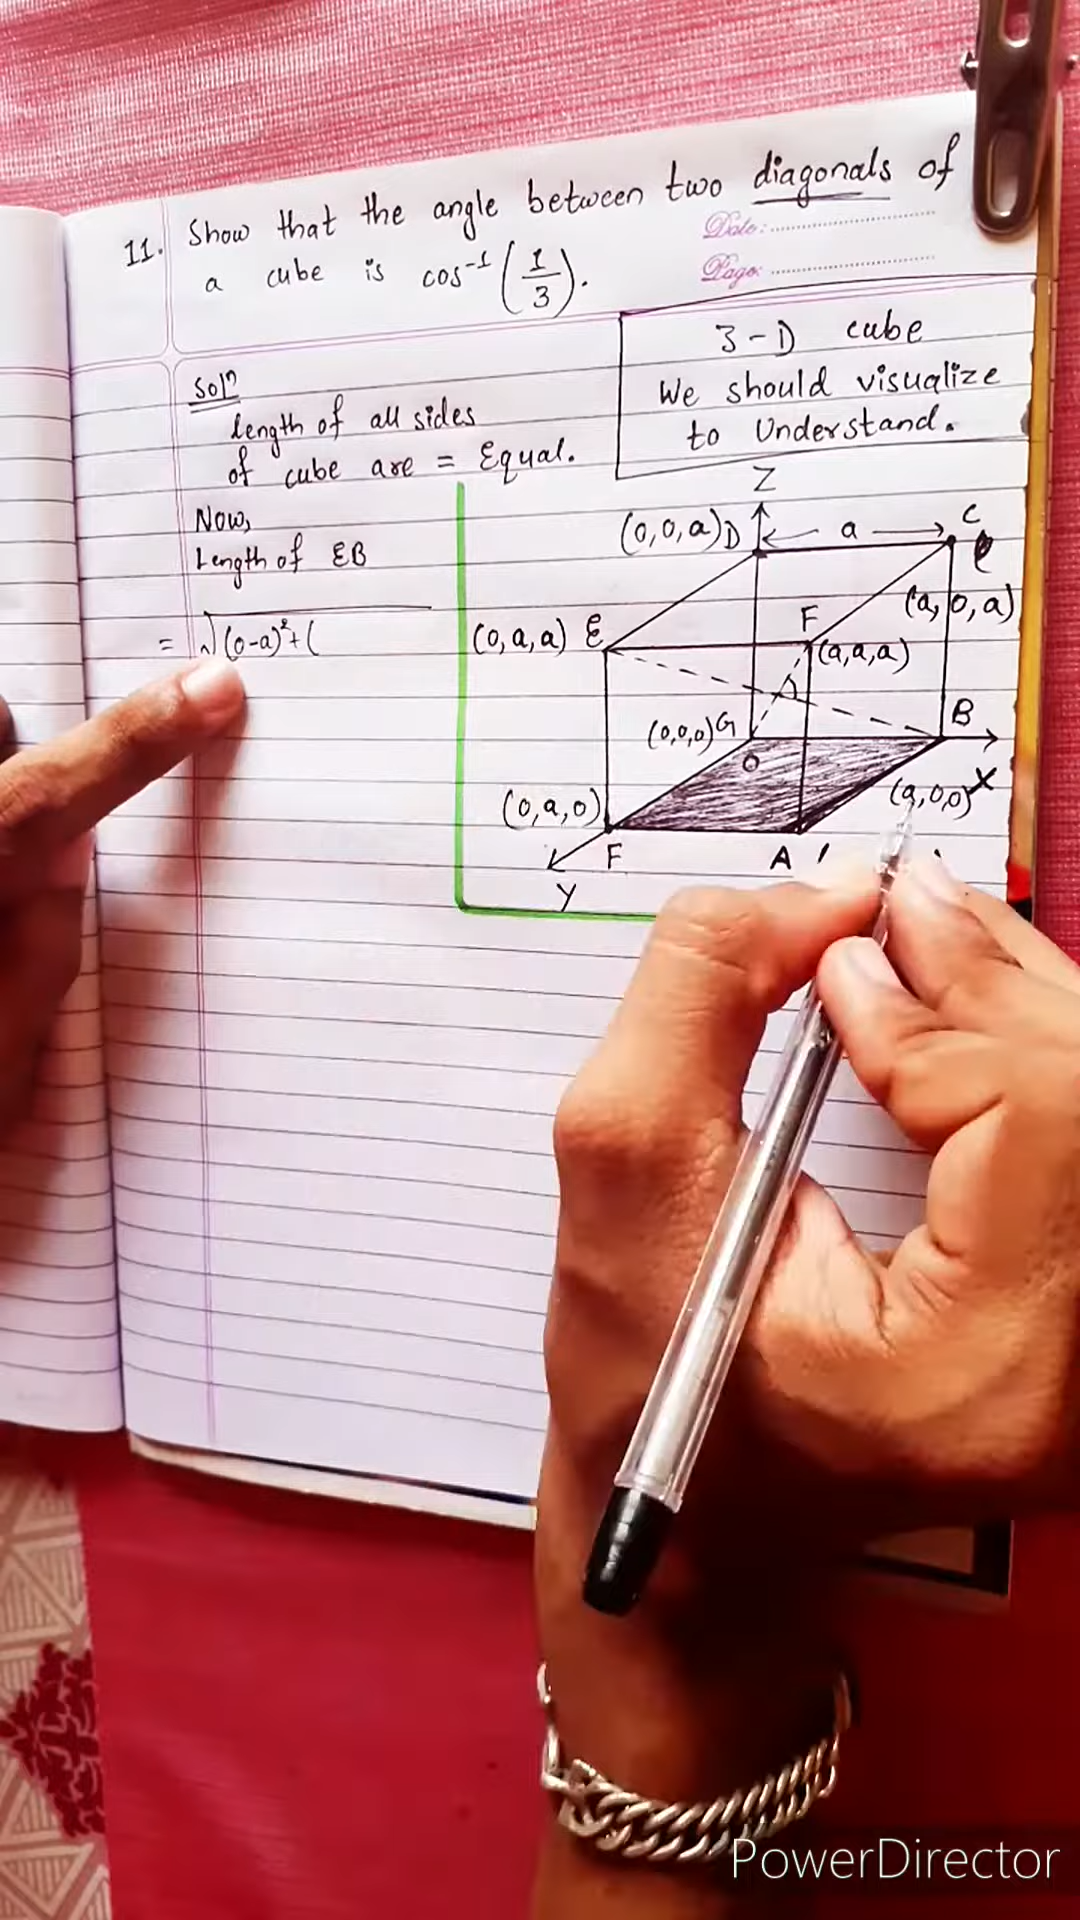 11. Show that the angle between two diagonals of
a cube is cos⁻¹(1/3).
Date:
Page:
3-D cube
We should visualize
to Understand.
Solⁿ
length of all sides
of cube are = Equal.
Now,
Length of EB
= √(0-a)²+(
Z
(0,0,a) D
a
C
(a,0,a)
(0,a,a) E
F
(a,a,a)
(0,0,0) G
O
B
(a,0,0)
X
(0,a,0)
F
A
Y
PowerDirector